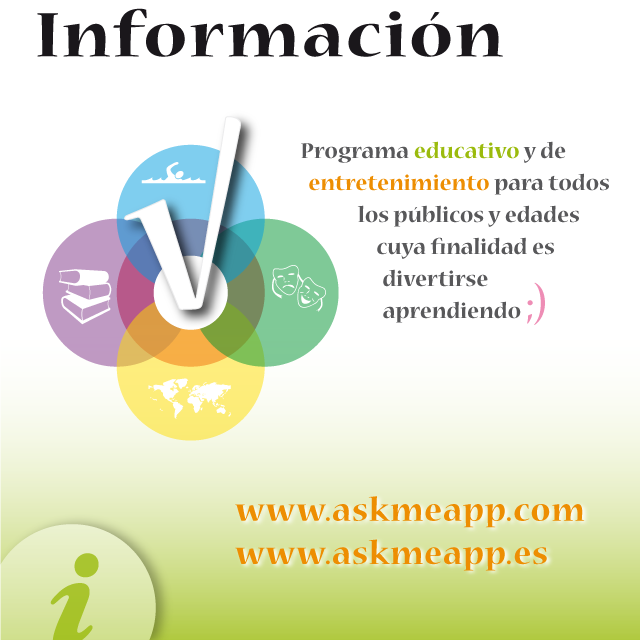 Información
Programa educativo y de
entretenimiento para todos
los públicos y edades
cuya finalidad es
divertirse
aprendiendo ;)
www.askmeapp.com
www.askmeapp.es
i